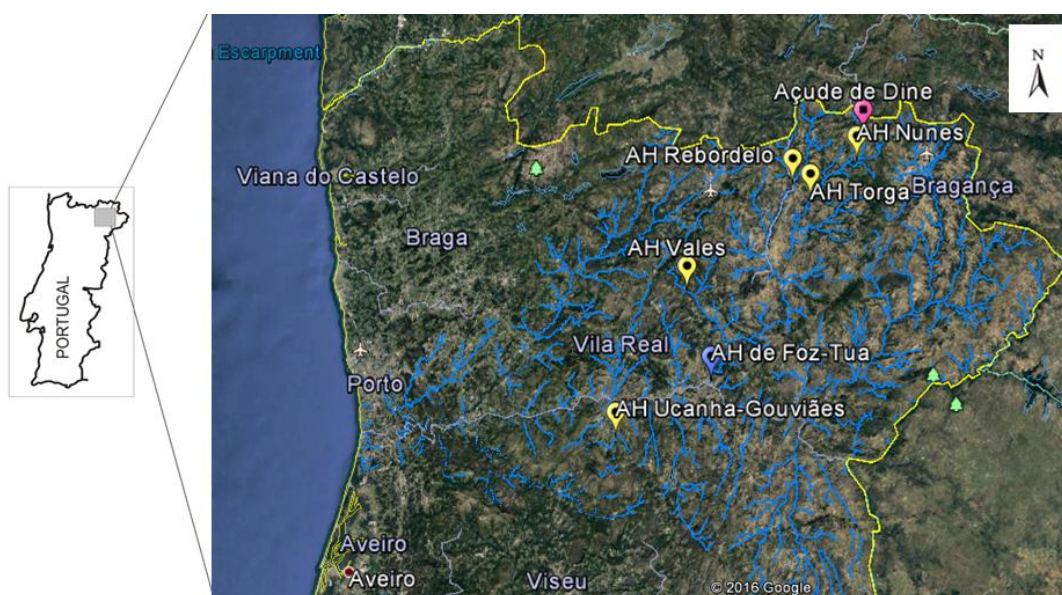 Escarpment
N
Açude de Dine
AH Nunes
AH Rebordelo
Viana do Castelo
AH Torga
Bragança
Braga
AH Vales
PORTUGAL
Vila Real
AH de Foz-Tua
Porto
AH Ucanha-Gouviães
Aveiro
Aveiro
Viseu
© 2016 Google